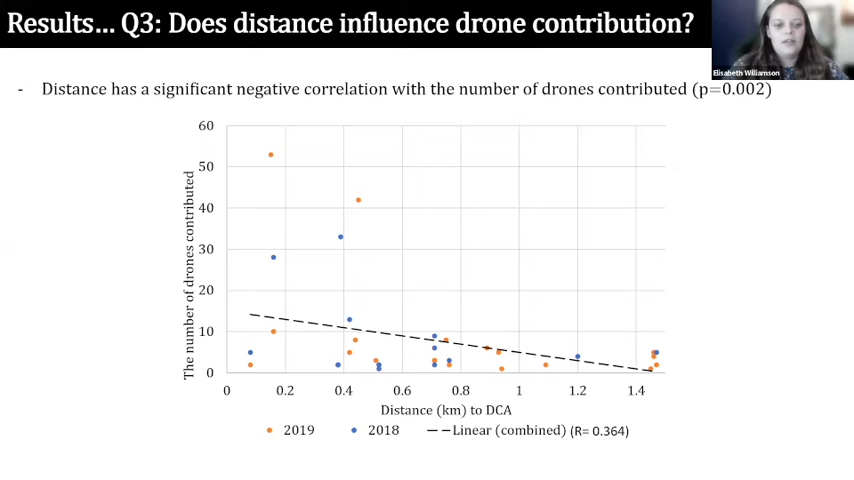 Results… Q3: Does distance influence drone contribution?
Elisabeth Williamson
- Distance has a significant negative correlation with the number of drones contributed (p=0.002)
The number of drones contributed
60
50
40
30
20
10
0
0 0.2 0.4 0.6 0.8 1 1.2 1.4
Distance (km) to DCA
2019 2018 Linear (combined) (R= 0.364)